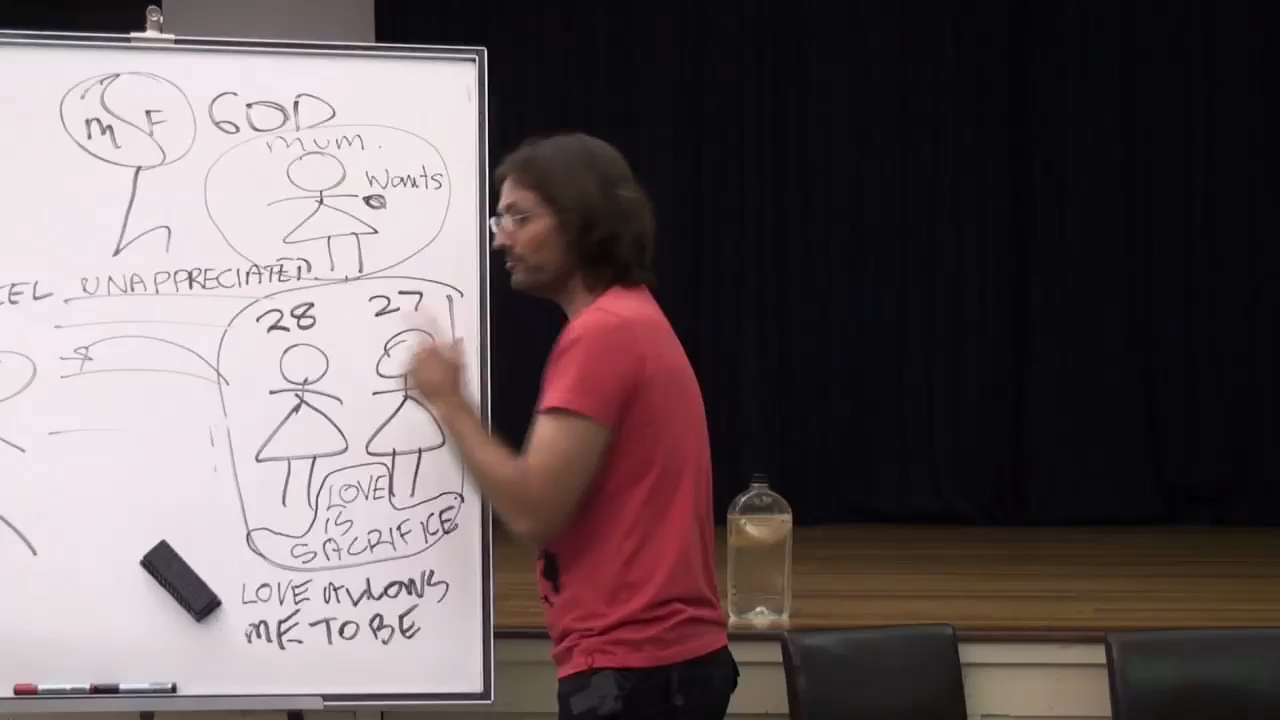 M F GOD
mum.
Wants
EEL UNAPPRECIATED
28 27
LOVE
IS
SACRIFICE
LOVE ALLOWS
ME TO BE